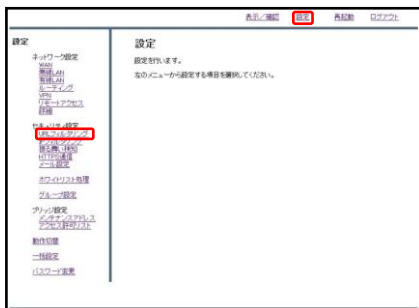 表示/確認 設定 再起動 ログアウト
設定
ネットワーク設定
WAN
無線LAN
有線LAN
ルーティング
VPN
リモートアクセス
詳細
セキュリティ設定
URLフィルタリング
HTTPS通信
メール設定
ホワイトリスト処理
グループ設定
ブリッジ設定
メンテナンスアドレス
アクセス許可リスト
動作切替
一括設定
パスワード変更
設定
設定を行います。
左のメニューから設定する項目を選択してください。